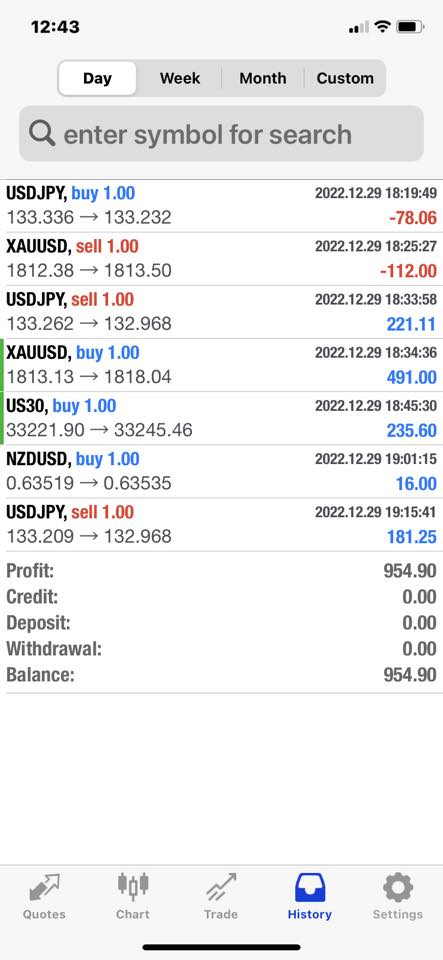 12:43
Day Week Month Custom
enter symbol for search
USDJPY, buy 1.00 2022.12.29 18:19:49
133.336 → 133.232 -78.06
XAUUSD, sell 1.00 2022.12.29 18:25:27
1812.38 → 1813.50 -112.00
USDJPY, sell 1.00 2022.12.29 18:33:58
133.262 → 132.968 221.11
XAUUSD, buy 1.00 2022.12.29 18:34:36
1813.13 → 1818.04 491.00
US30, buy 1.00 2022.12.29 18:45:30
33221.90 → 33245.46 235.60
NZDUSD, buy 1.00 2022.12.29 19:01:15
0.63519 → 0.63535 16.00
USDJPY, sell 1.00 2022.12.29 19:15:41
133.209 → 132.968 181.25
Profit: 954.90
Credit: 0.00
Deposit: 0.00
Withdrawal: 0.00
Balance: 954.90
Quotes Chart Trade History Settings